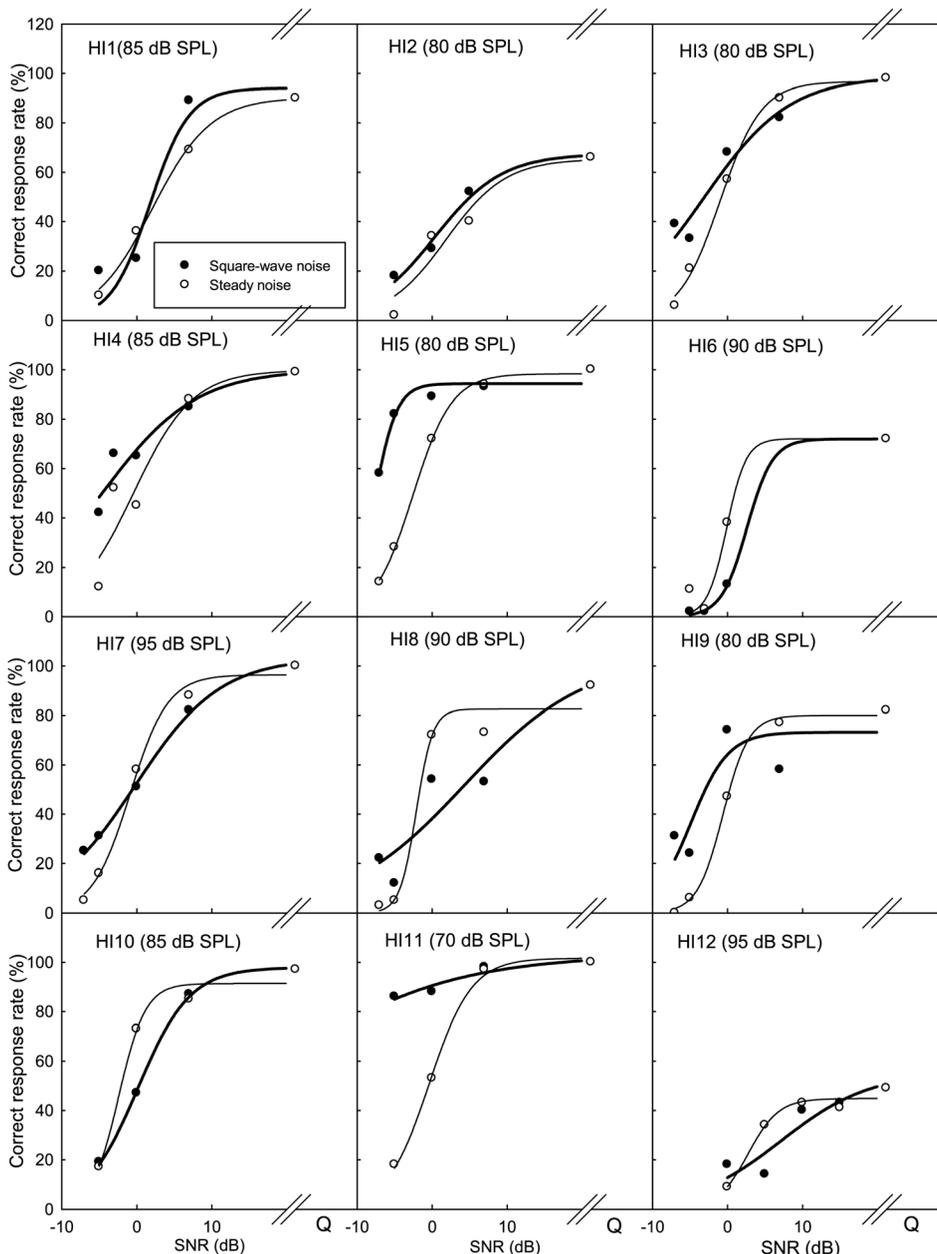 120
100
80
60
40
20
0
Correct response rate (%)
HI1(85 dB SPL)
HI2 (80 dB SPL)
HI3 (80 dB SPL)
Square-wave noise
Steady noise
100
80
60
40
20
0
Correct response rate (%)
HI4 (85 dB SPL)
HI5 (80 dB SPL)
HI6 (90 dB SPL)
100
80
60
40
20
0
Correct response rate (%)
HI7 (95 dB SPL)
HI8 (90 dB SPL)
HI9 (80 dB SPL)
100
80
60
40
20
0
Correct response rate (%)
HI10 (85 dB SPL)
HI11 (70 dB SPL)
HI12 (95 dB SPL)
-10 0 10 Q -10 0 10 Q -10 0 10 Q
SNR (dB) SNR (dB) SNR (dB)